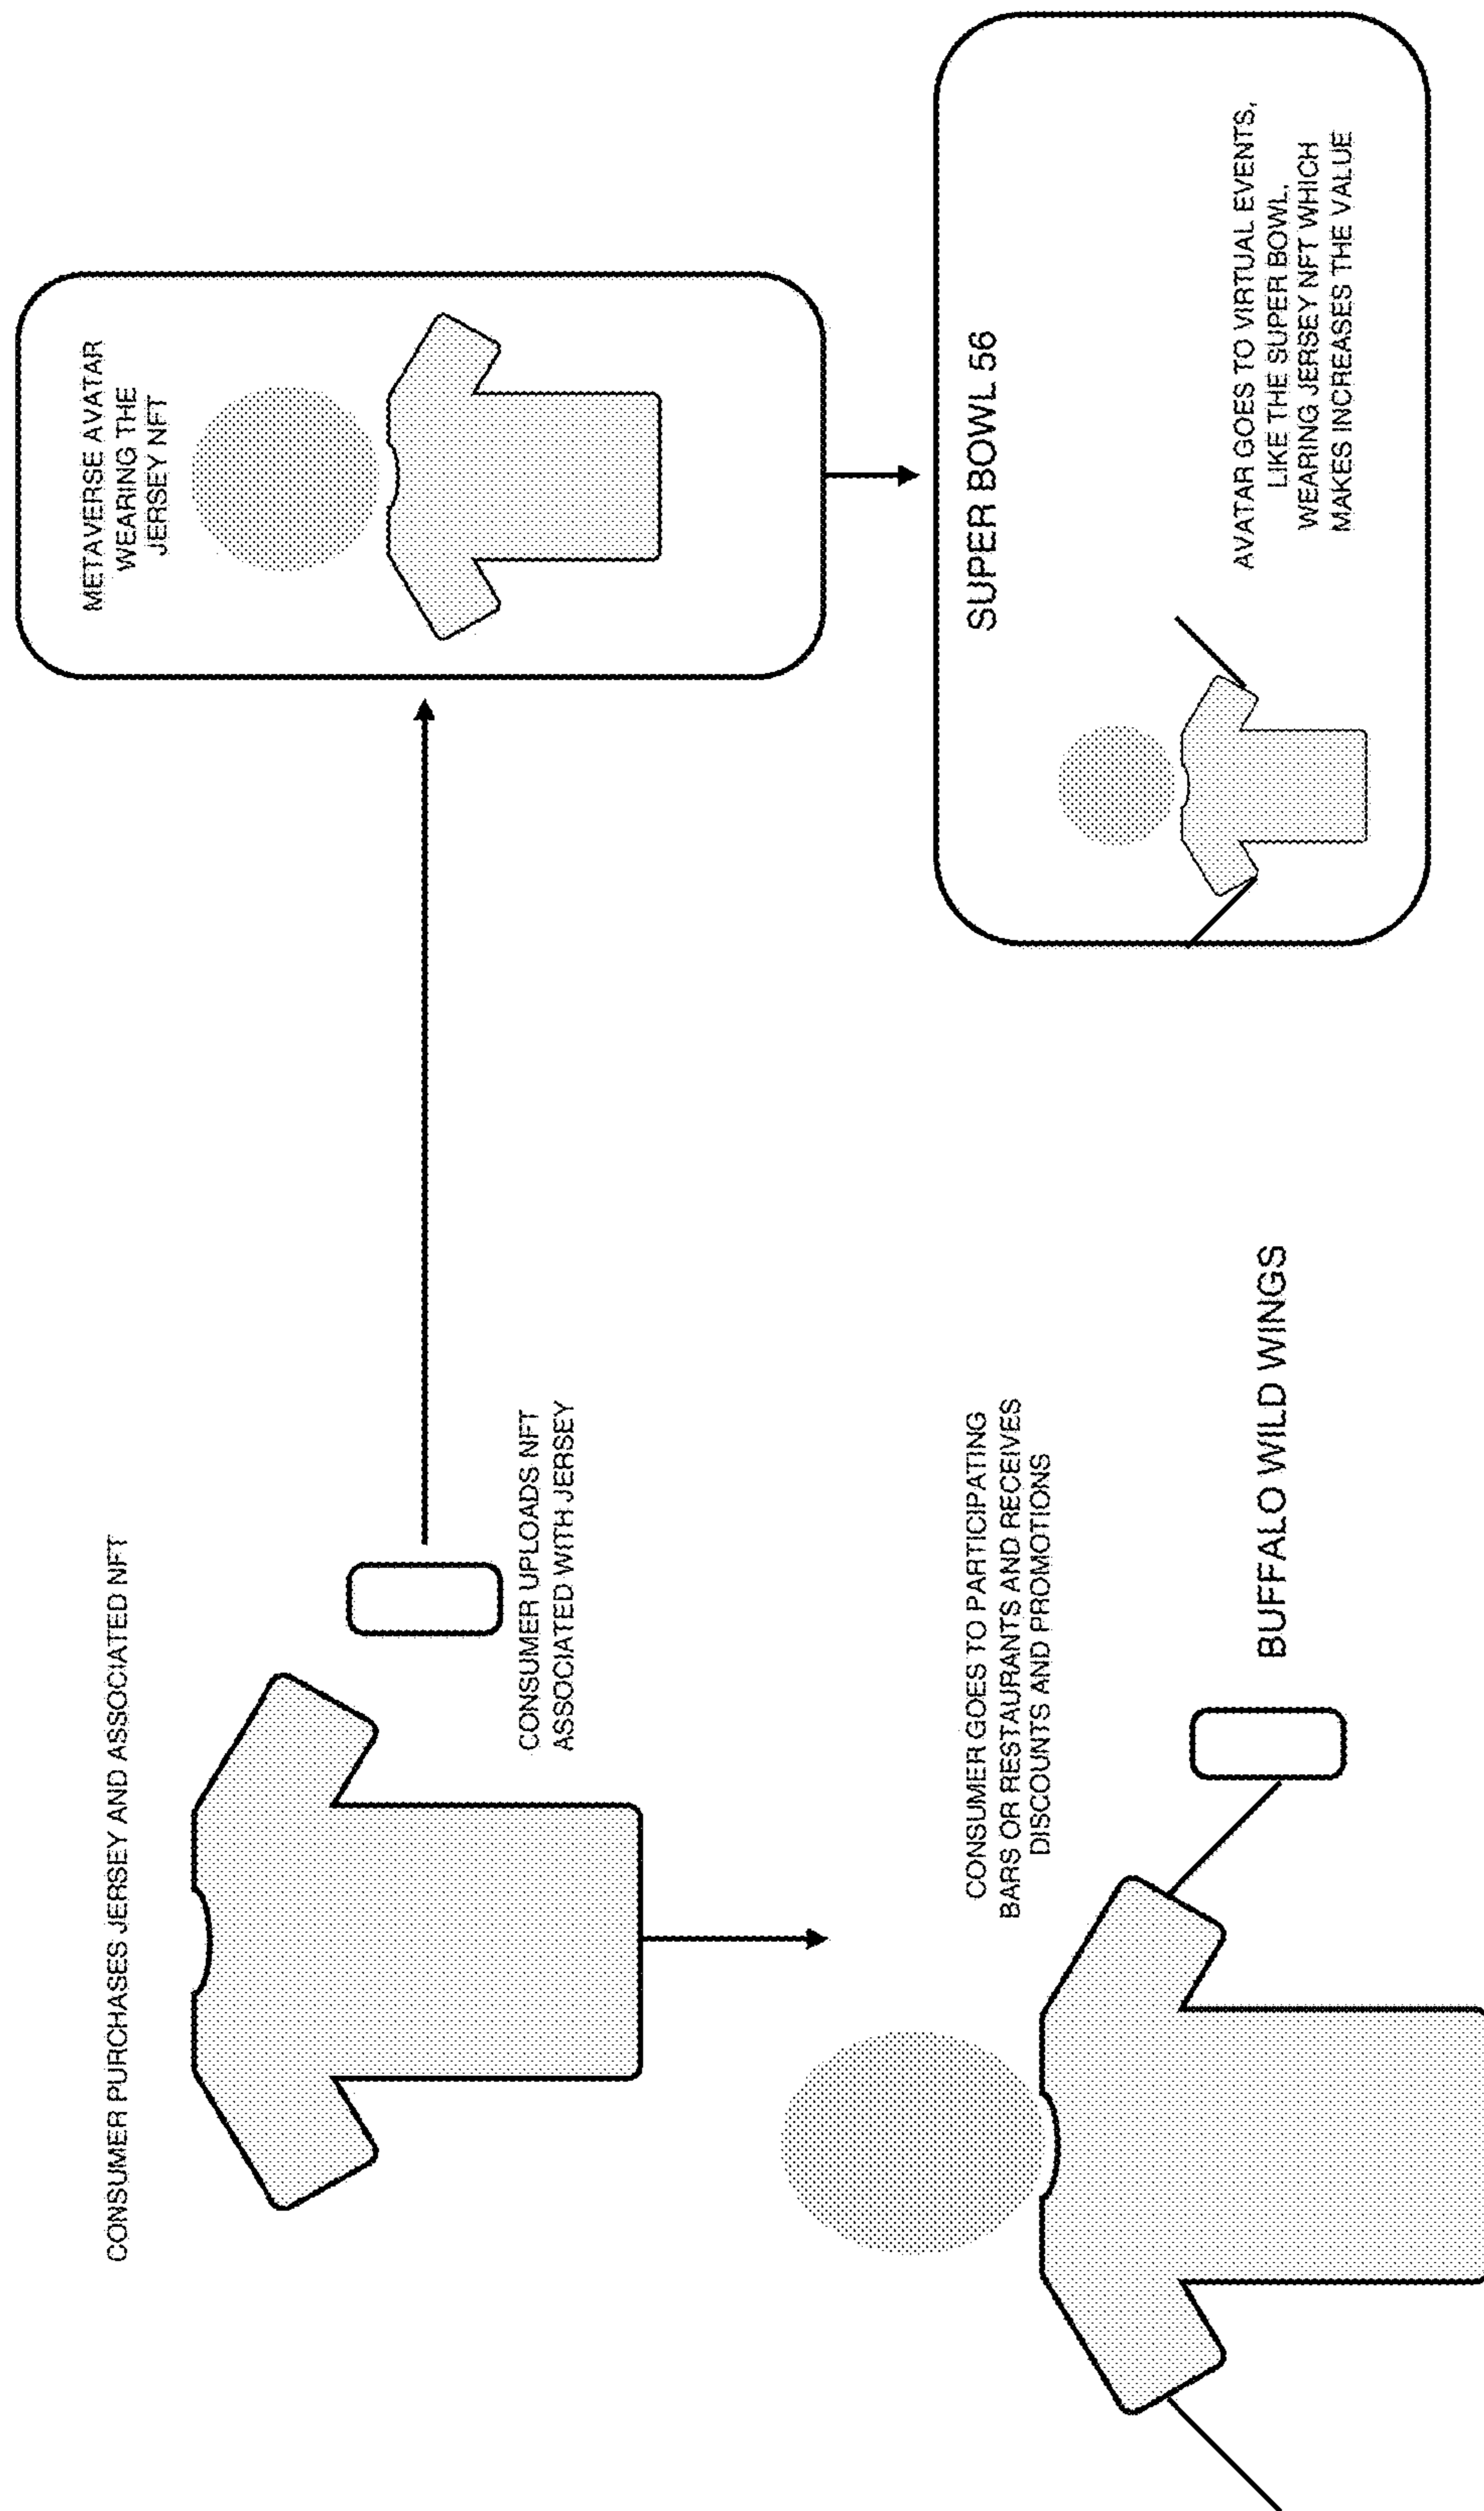 CONSUMER PURCHASES JERSEY AND ASSOCIATED NFT
CONSUMER UPLOADS NFT
ASSOCIATED WITH JERSEY
METAVERSE AVATAR
WEARING THE
JERSEY NFT
CONSUMER GOES TO PARTICIPATING
BARS OR RESTAURANTS AND RECEIVES
DISCOUNTS AND PROMOTIONS
BUFFALO WILD WINGS
SUPER BOWL 56
AVATAR GOES TO VIRTUAL EVENTS,
LIKE THE SUPER BOWL,
WEARING JERSEY NFT WHICH
MAKES INCREASES THE VALUE